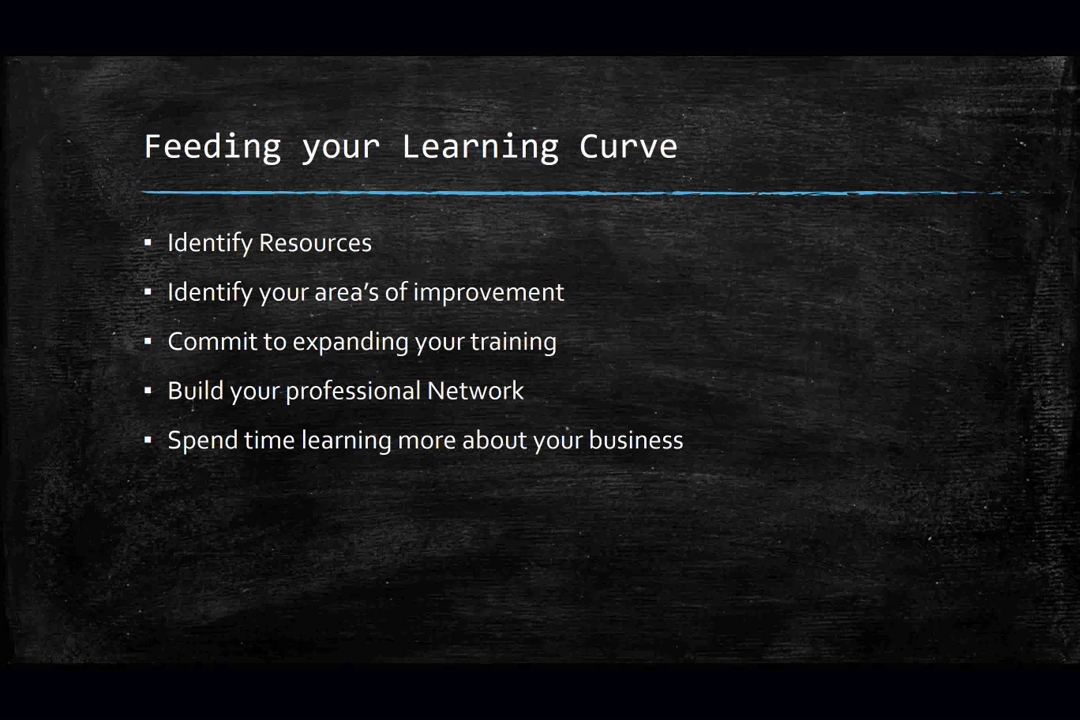 Feeding your Learning Curve
▪ Identify Resources
▪ Identify your area's of improvement
▪ Commit to expanding your training
▪ Build your professional Network
▪ Spend time learning more about your business